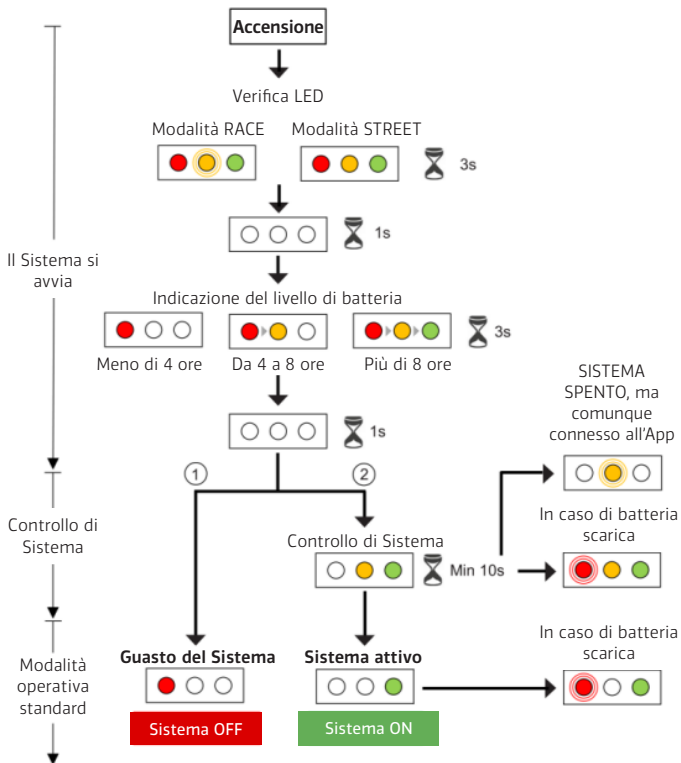 Accensione
Verifica LED
Modalità RACE
Modalità STREET
3s
1s
Il Sistema si
avvia
Indicazione del livello di batteria
3s
Meno di 4 ore
Da 4 a 8 ore
Più di 8 ore
1s
SISTEMA
SPENTO, ma
comunque
connesso all'App
1
2
Controllo di
Sistema
Controllo di Sistema
Min 10s
In caso di batteria
scarica
Modalità
operativa
standard
Guasto del Sistema
Sistema OFF
Sistema attivo
Sistema ON
In caso di batteria
scarica